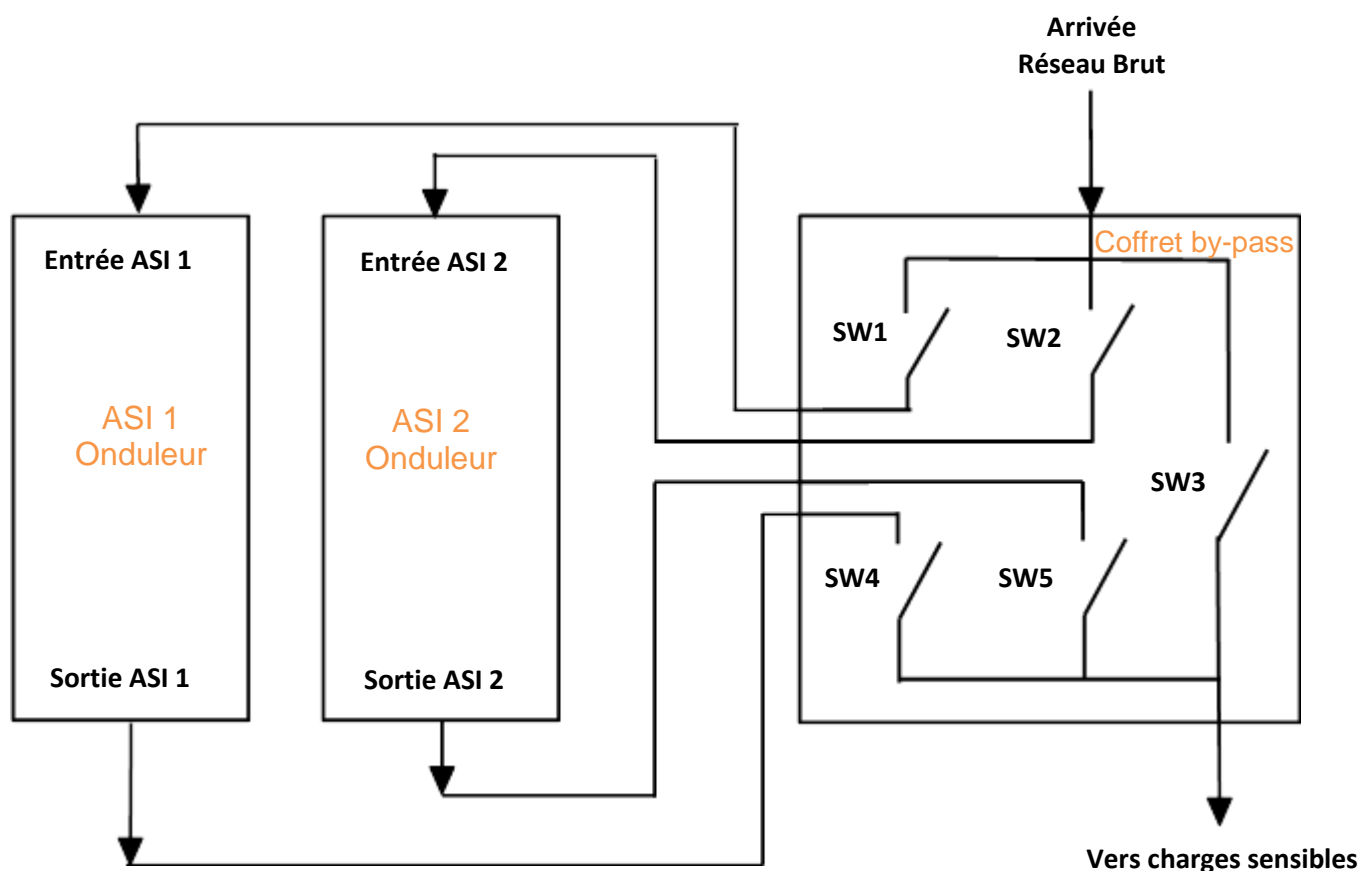 Arrivée
Réseau Brut
Coffret by-pass
Entrée ASI 1
Entrée ASI 2
SW1
SW2
ASI 1
Onduleur
ASI 2
Onduleur
SW3
SW4
SW5
Sortie ASI 1
Sortie ASI 2
Vers charges sensibles